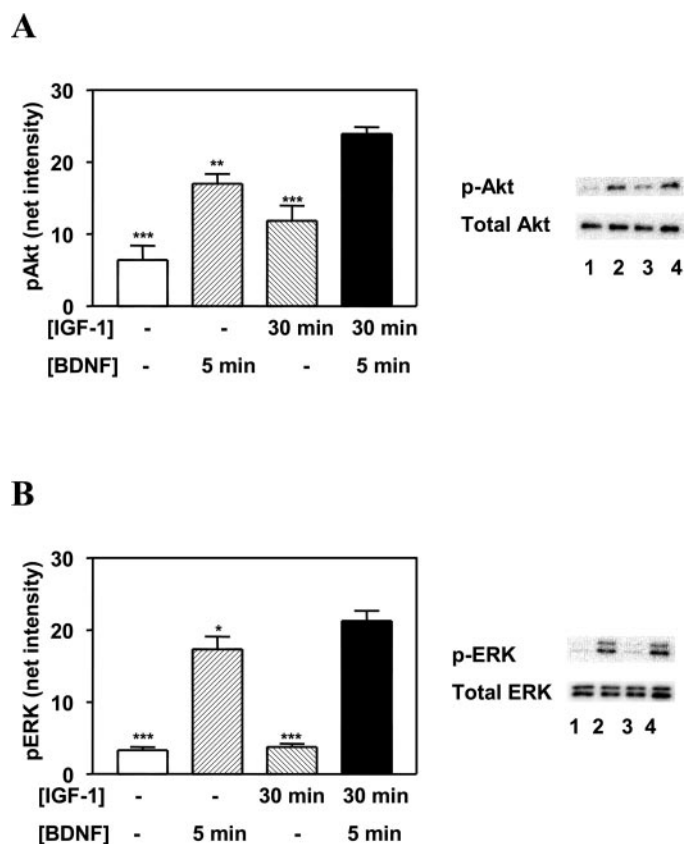 A
pAkt (net intensity)
30
20
10
0
***
**
***
[IGF-1] - - 30 min 30 min
[BDNF] - 5 min - 5 min
p-Akt
Total Akt
1 2 3 4
B
pERK (net intensity)
30
20
10
0
***
*
***
[IGF-1] - - 30 min 30 min
[BDNF] - 5 min - 5 min
p-ERK
Total ERK
1 2 3 4